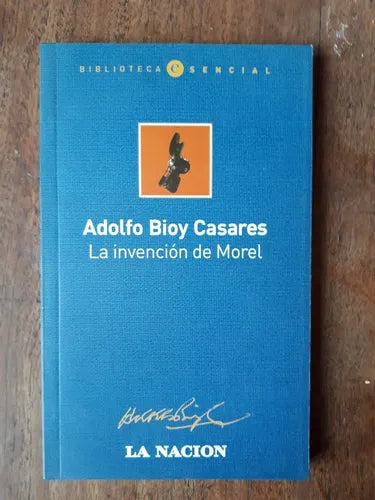 BIBLIOTECA eSENCIAL
Adolfo Bioy Casares
La invención de Morel
LA NACION